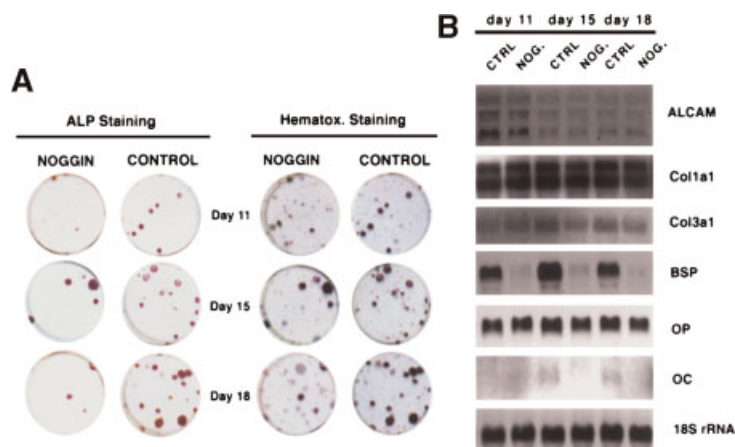 A
ALP Staining
Hematox. Staining
NOGGIN CONTROL
NOGGIN CONTROL
Day 11
Day 15
Day 18
B
day 11 day 15 day 18
CTRL NOG. CTRL NOG. CTRL NOG.
ALCAM
Col1a1
Col3a1
BSP
OP
OC
18S rRNA